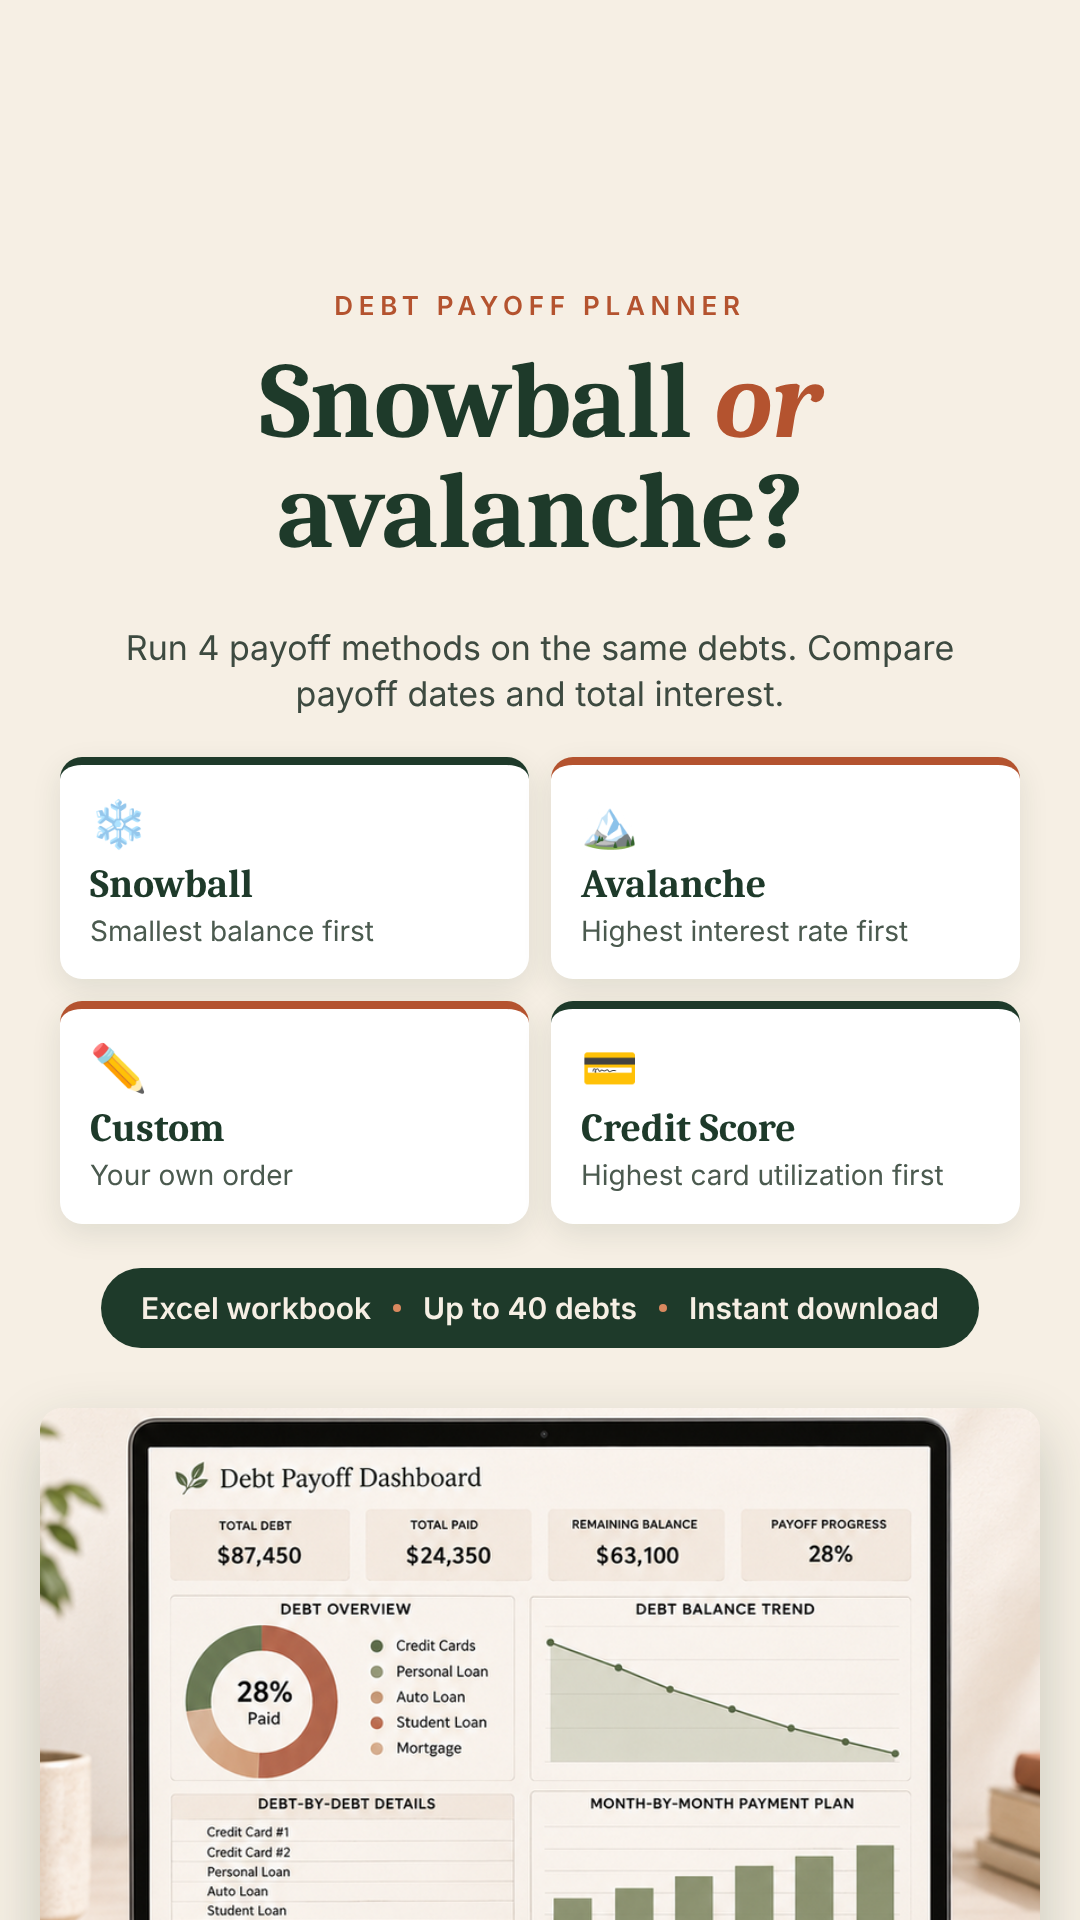 DEBT PAYOFF PLANNER
Snowball or
avalanche?
Run 4 payoff methods on the same debts. Compare
payoff dates and total interest.
Snowball
Smallest balance first
Avalanche
Highest interest rate first
Custom
Your own order
Credit Score
Highest card utilization first
Excel workbook • Up to 40 debts • Instant download
Debt Payoff Dashboard
TOTAL DEBT
$87,450
TOTAL PAID
$24,350
REMAINING BALANCE
$63,100
PAYOFF PROGRESS
28%
DEBT OVERVIEW
28%
Paid
Credit Cards
Personal Loan
Auto Loan
Student Loan
Mortgage
DEBT BALANCE TREND
DEBT-BY-DEBT DETAILS
Credit Card #1
Credit Card #2
Personal Loan
Auto Loan
Student Loan
MONTH-BY-MONTH PAYMENT PLAN